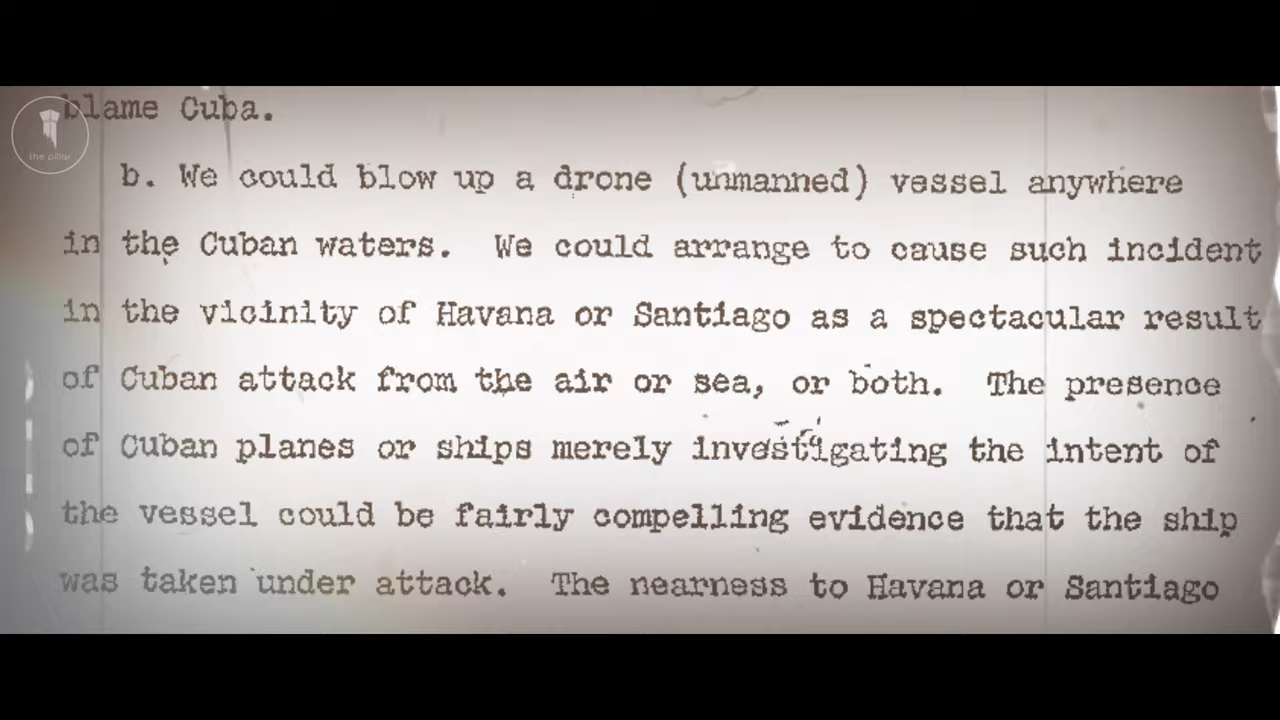 blame Cuba.
the pillar
b. We could blow up a drone (unmanned) vessel anywhere
in the Cuban waters. We could arrange to cause such incident
in the vicinity of Havana or Santiago as a spectacular result
of Cuban attack from the air or sea, or both. The presence
of Cuban planes or ships merely investigating the intent of
the vessel could be fairly compelling evidence that the ship
was taken under attack. The nearness to Havana or Santiago